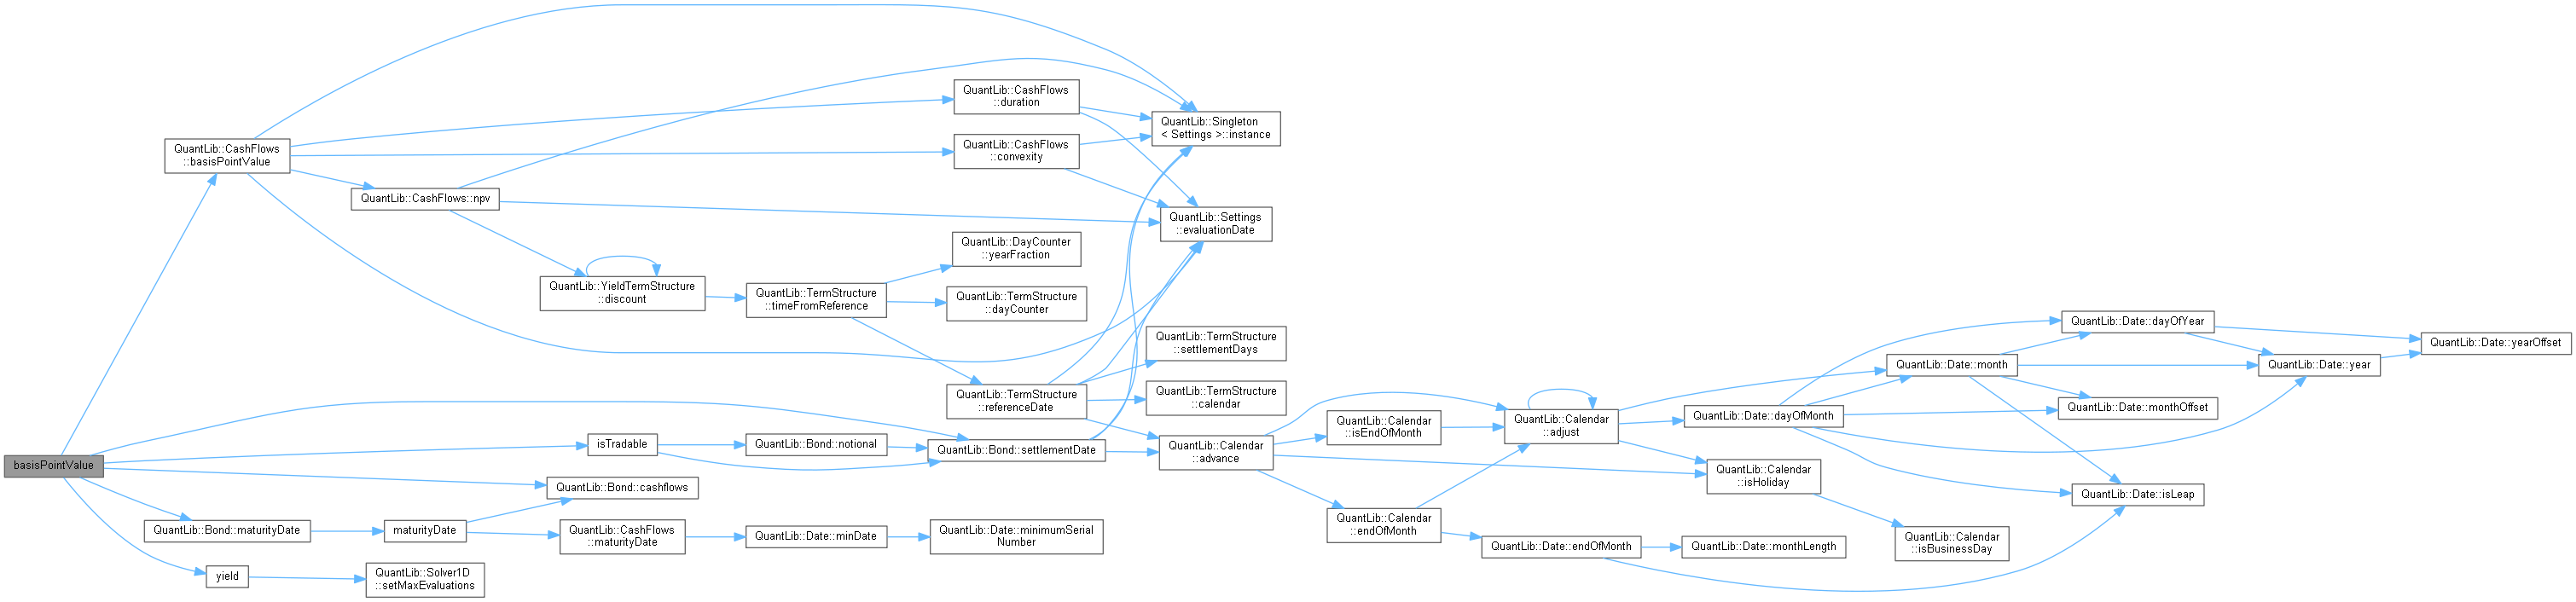 basisPointValue
QuantLib::CashFlows
::basisPointValue
QuantLib::CashFlows::npv
QuantLib::CashFlows
::duration
QuantLib::CashFlows
::convexity
QuantLib::Singleton
< Settings >::instance
QuantLib::Settings
::evaluationDate
QuantLib::YieldTermStructure
::discount
QuantLib::TermStructure
::timeFromReference
QuantLib::DayCounter
::yearFraction
QuantLib::TermStructure
::dayCounter
QuantLib::TermStructure
::referenceDate
QuantLib::TermStructure
::settlementDays
QuantLib::TermStructure
::calendar
isTradable
QuantLib::Bond::notional
QuantLib::Bond::settlementDate
QuantLib::Bond::cashflows
QuantLib::Bond::maturityDate
maturityDate
QuantLib::CashFlows
::maturityDate
QuantLib::Date::minDate
QuantLib::Date::minimumSerial
Number
yield
QuantLib::Solver1D
::setMaxEvaluations
QuantLib::Calendar
::advance
QuantLib::Calendar
::isEndOfMonth
QuantLib::Calendar
::endOfMonth
QuantLib::Calendar
::adjust
QuantLib::Date::endOfMonth
QuantLib::Date::monthLength
QuantLib::Date::dayOfMonth
QuantLib::Calendar
::isHoliday
QuantLib::Calendar
::isBusinessDay
QuantLib::Date::month
QuantLib::Date::dayOfYear
QuantLib::Date::monthOffset
QuantLib::Date::isLeap
QuantLib::Date::year
QuantLib::Date::yearOffset